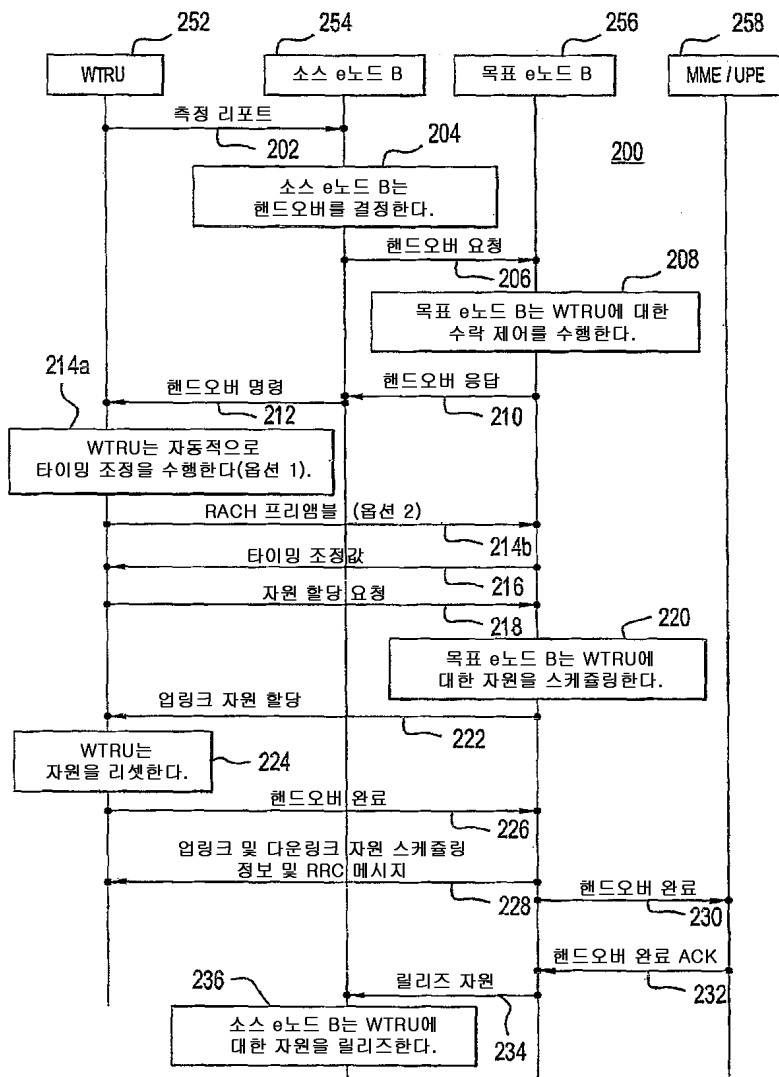 252
254
256
258
WTRU
소스 e노드 B
목표 e노드 B
MME / UPE
측정 리포트
202
204
200
소스 e노드 B는
핸드오버를 결정한다.
핸드오버 요청
206
208
목표 e노드 B는 WTRU에 대한
수락 제어를 수행한다.
214a
핸드오버 명령
212
핸드오버 응답
210
WTRU는 자동적으로
타이밍 조정을 수행한다(옵션 1).
RACH 프리앰블 (옵션 2)
214b
타이밍 조정값
216
자원 할당 요청
218
220
목표 e노드 B는 WTRU에
대한 자원을 스케쥴링한다.
업링크 자원 할당
222
WTRU는
자원을 리셋한다.
224
핸드오버 완료
226
업링크 및 다운링크 자원 스케쥴링
정보 및 RRC 메시지
228
핸드오버 완료
230
핸드오버 완료 ACK
232
236
릴리즈 자원
234
소스 e노드 B는 WTRU에
대한 자원을 릴리즈한다.